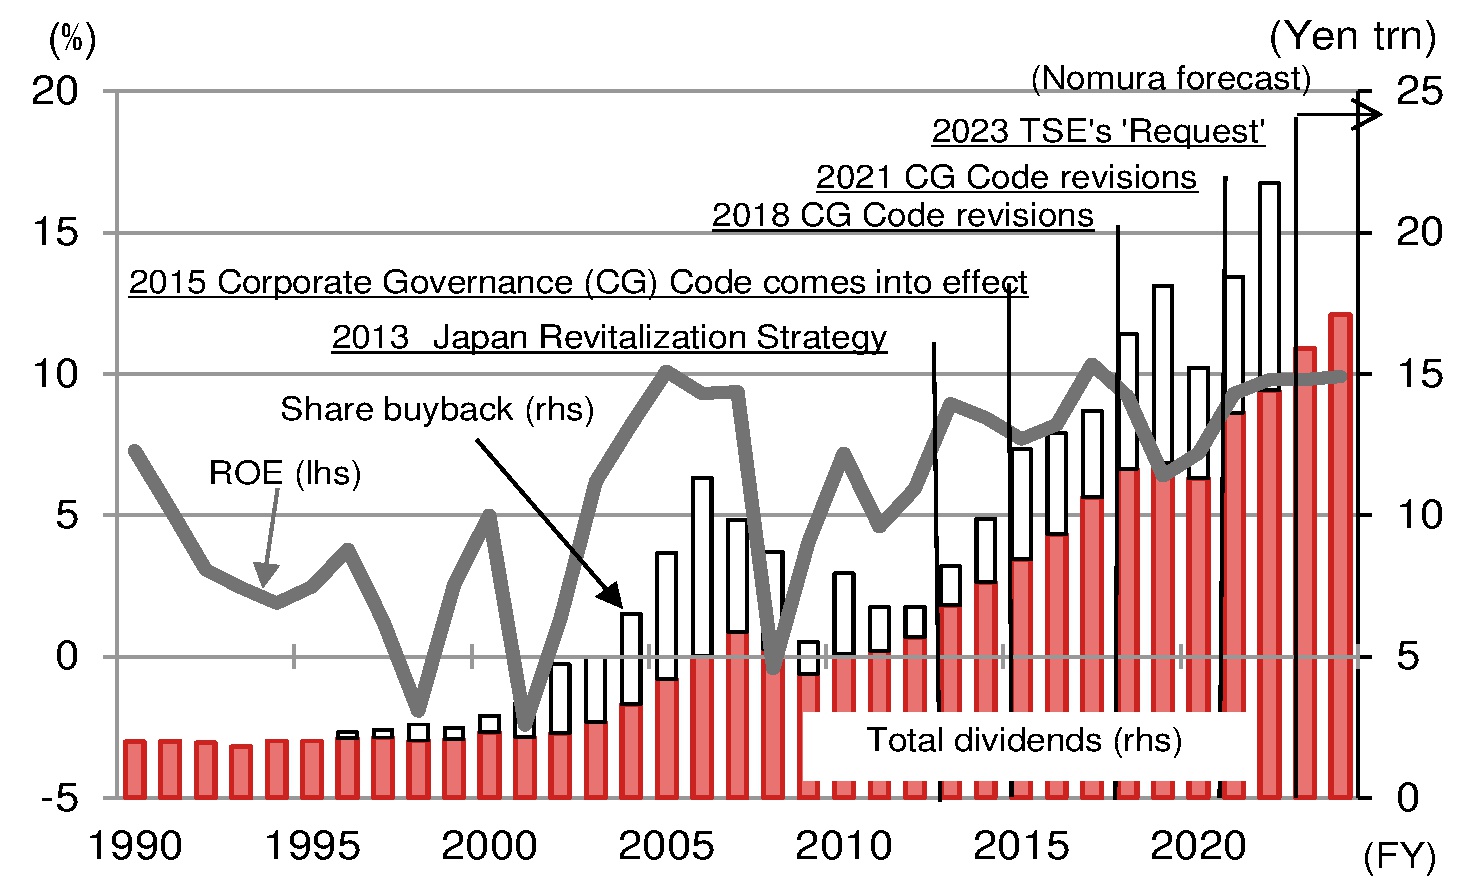 (%)
(Yen trn)
(Nomura forecast)
20
25
2023 TSE's 'Request'
2021 CG Code revisions
2018 CG Code revisions
15
20
2015 Corporate Governance (CG) Code comes into effect
2013 Japan Revitalization Strategy
10
15
Share buyback (rhs)
ROE (lhs)
5
10
0
5
Total dividends (rhs)
-5
0
1990 1995 2000 2005 2010 2015 2020
(FY)